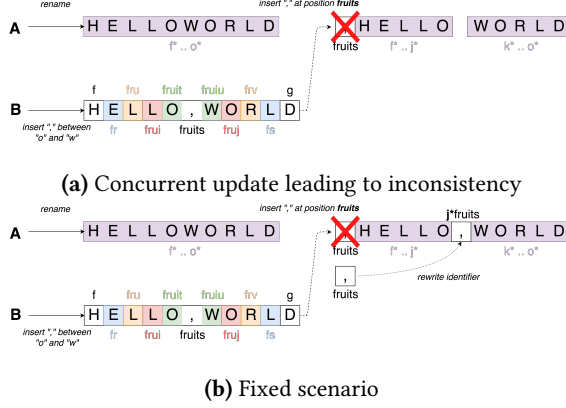 rename
insert "," at position fruits
A
H E L L O W O R L D
, H E L L O
W O R L D
f* .. o*
fruits
f* .. j*
k* .. o*
f fru fruit fruiu frv g
B
H E L L O , W O R L D
insert "," between
"o" and "w"
fr frui fruits fruj fs
(a) Concurrent update leading to inconsistency
rename
insert "," at position fruits
j*fruits
A
H E L L O W O R L D
, H E L L O , W O R L D
f* .. o*
fruits
f* .. j*
k* .. o*
,
rewrite identifier
fruits
f fru fruit fruiu frv g
B
H E L L O , W O R L D
insert "," between
"o" and "w"
fr frui fruits fruj fs
(b) Fixed scenario